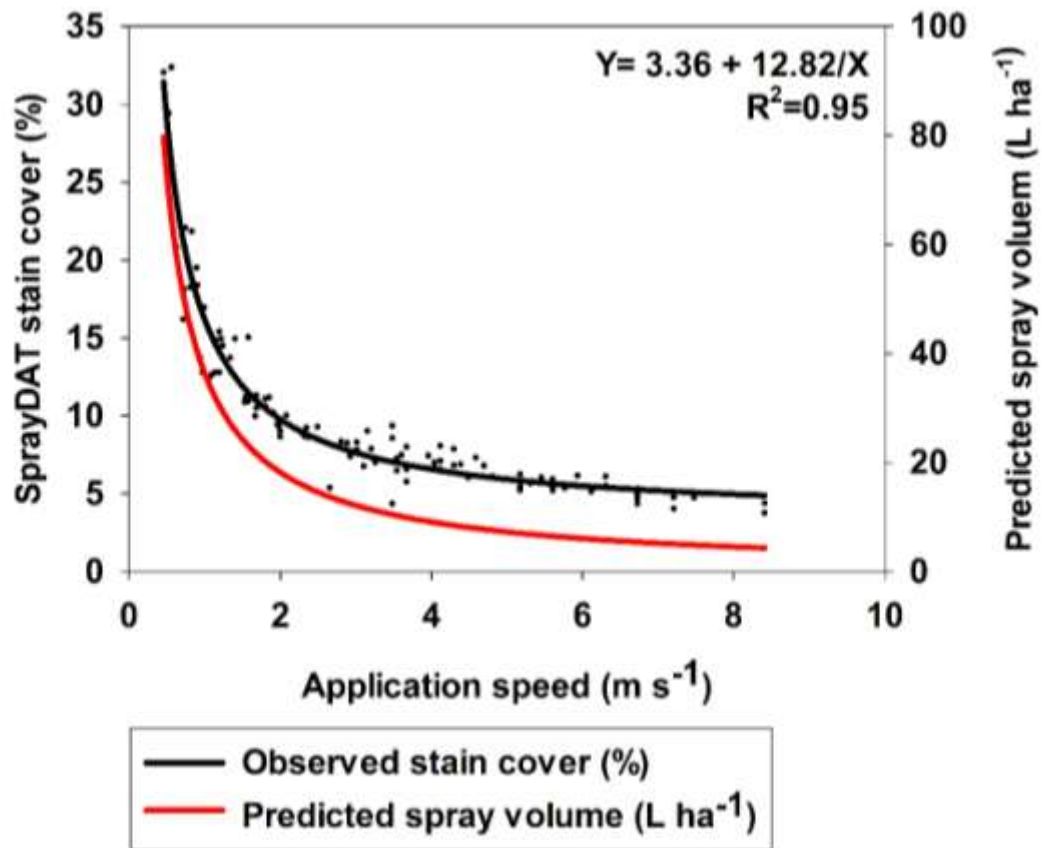 Y= 3.36 + 12.82/X
R²=0.95
SprayDAT stain cover (%)
35
30
25
20
15
10
5
0
Predicted spray voluem (L ha⁻¹)
100
80
60
40
20
0
0 2 4 6 8 10
Application speed (m s⁻¹)
Observed stain cover (%)
Predicted spray volume (L ha⁻¹)